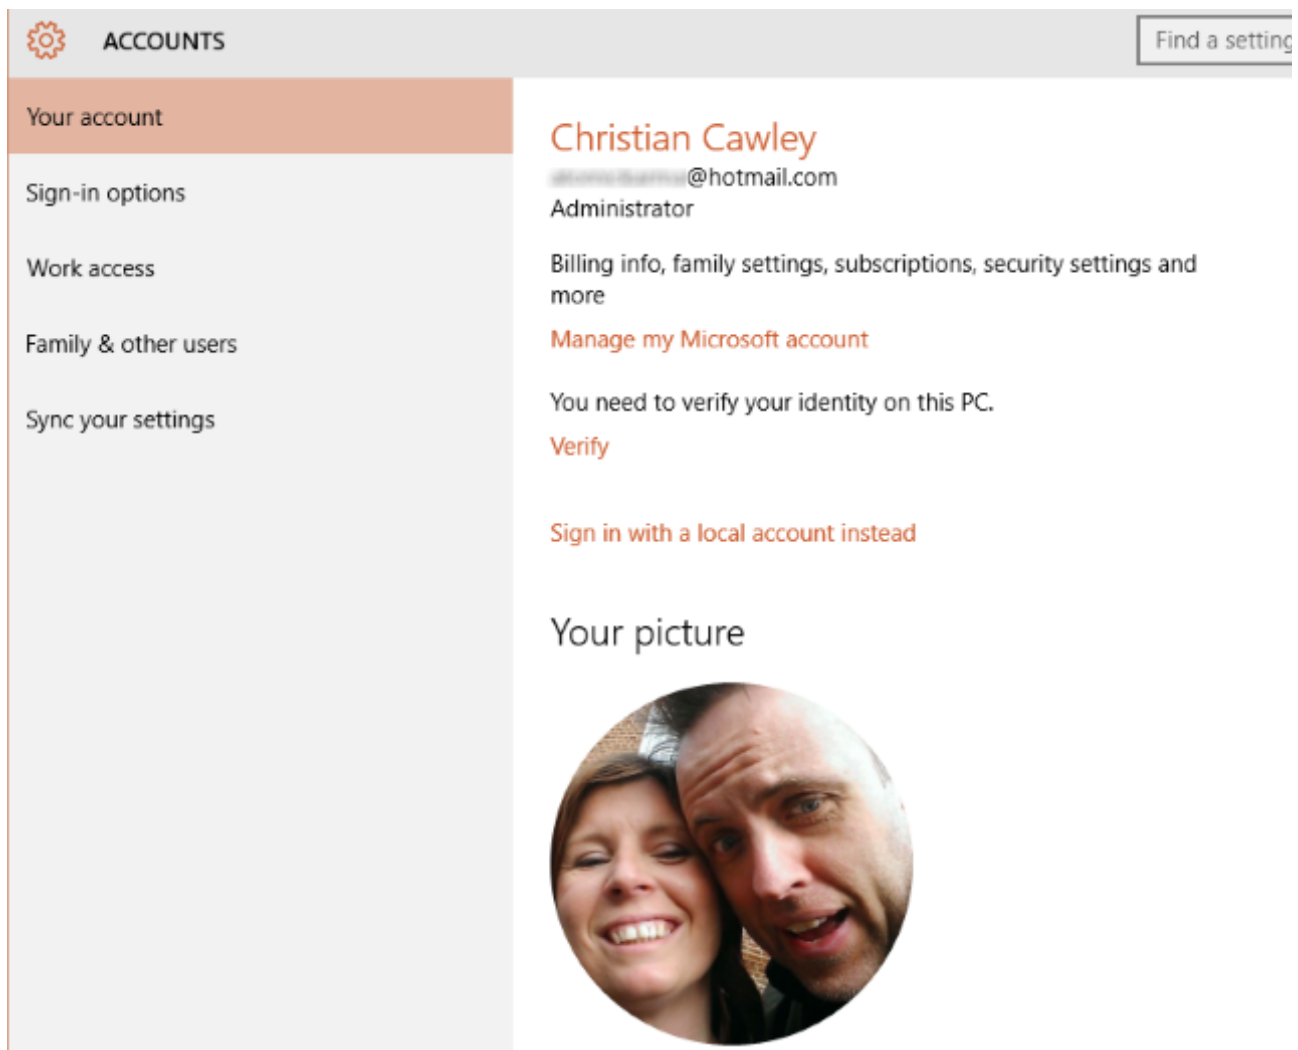 ACCOUNTS
Find a setting
Your account
Sign-in options
Work access
Family & other users
Sync your settings
Christian Cawley
@hotmail.com
Administrator
Billing info, family settings, subscriptions, security settings and
more
Manage my Microsoft account
You need to verify your identity on this PC.
Verify
Sign in with a local account instead
Your picture